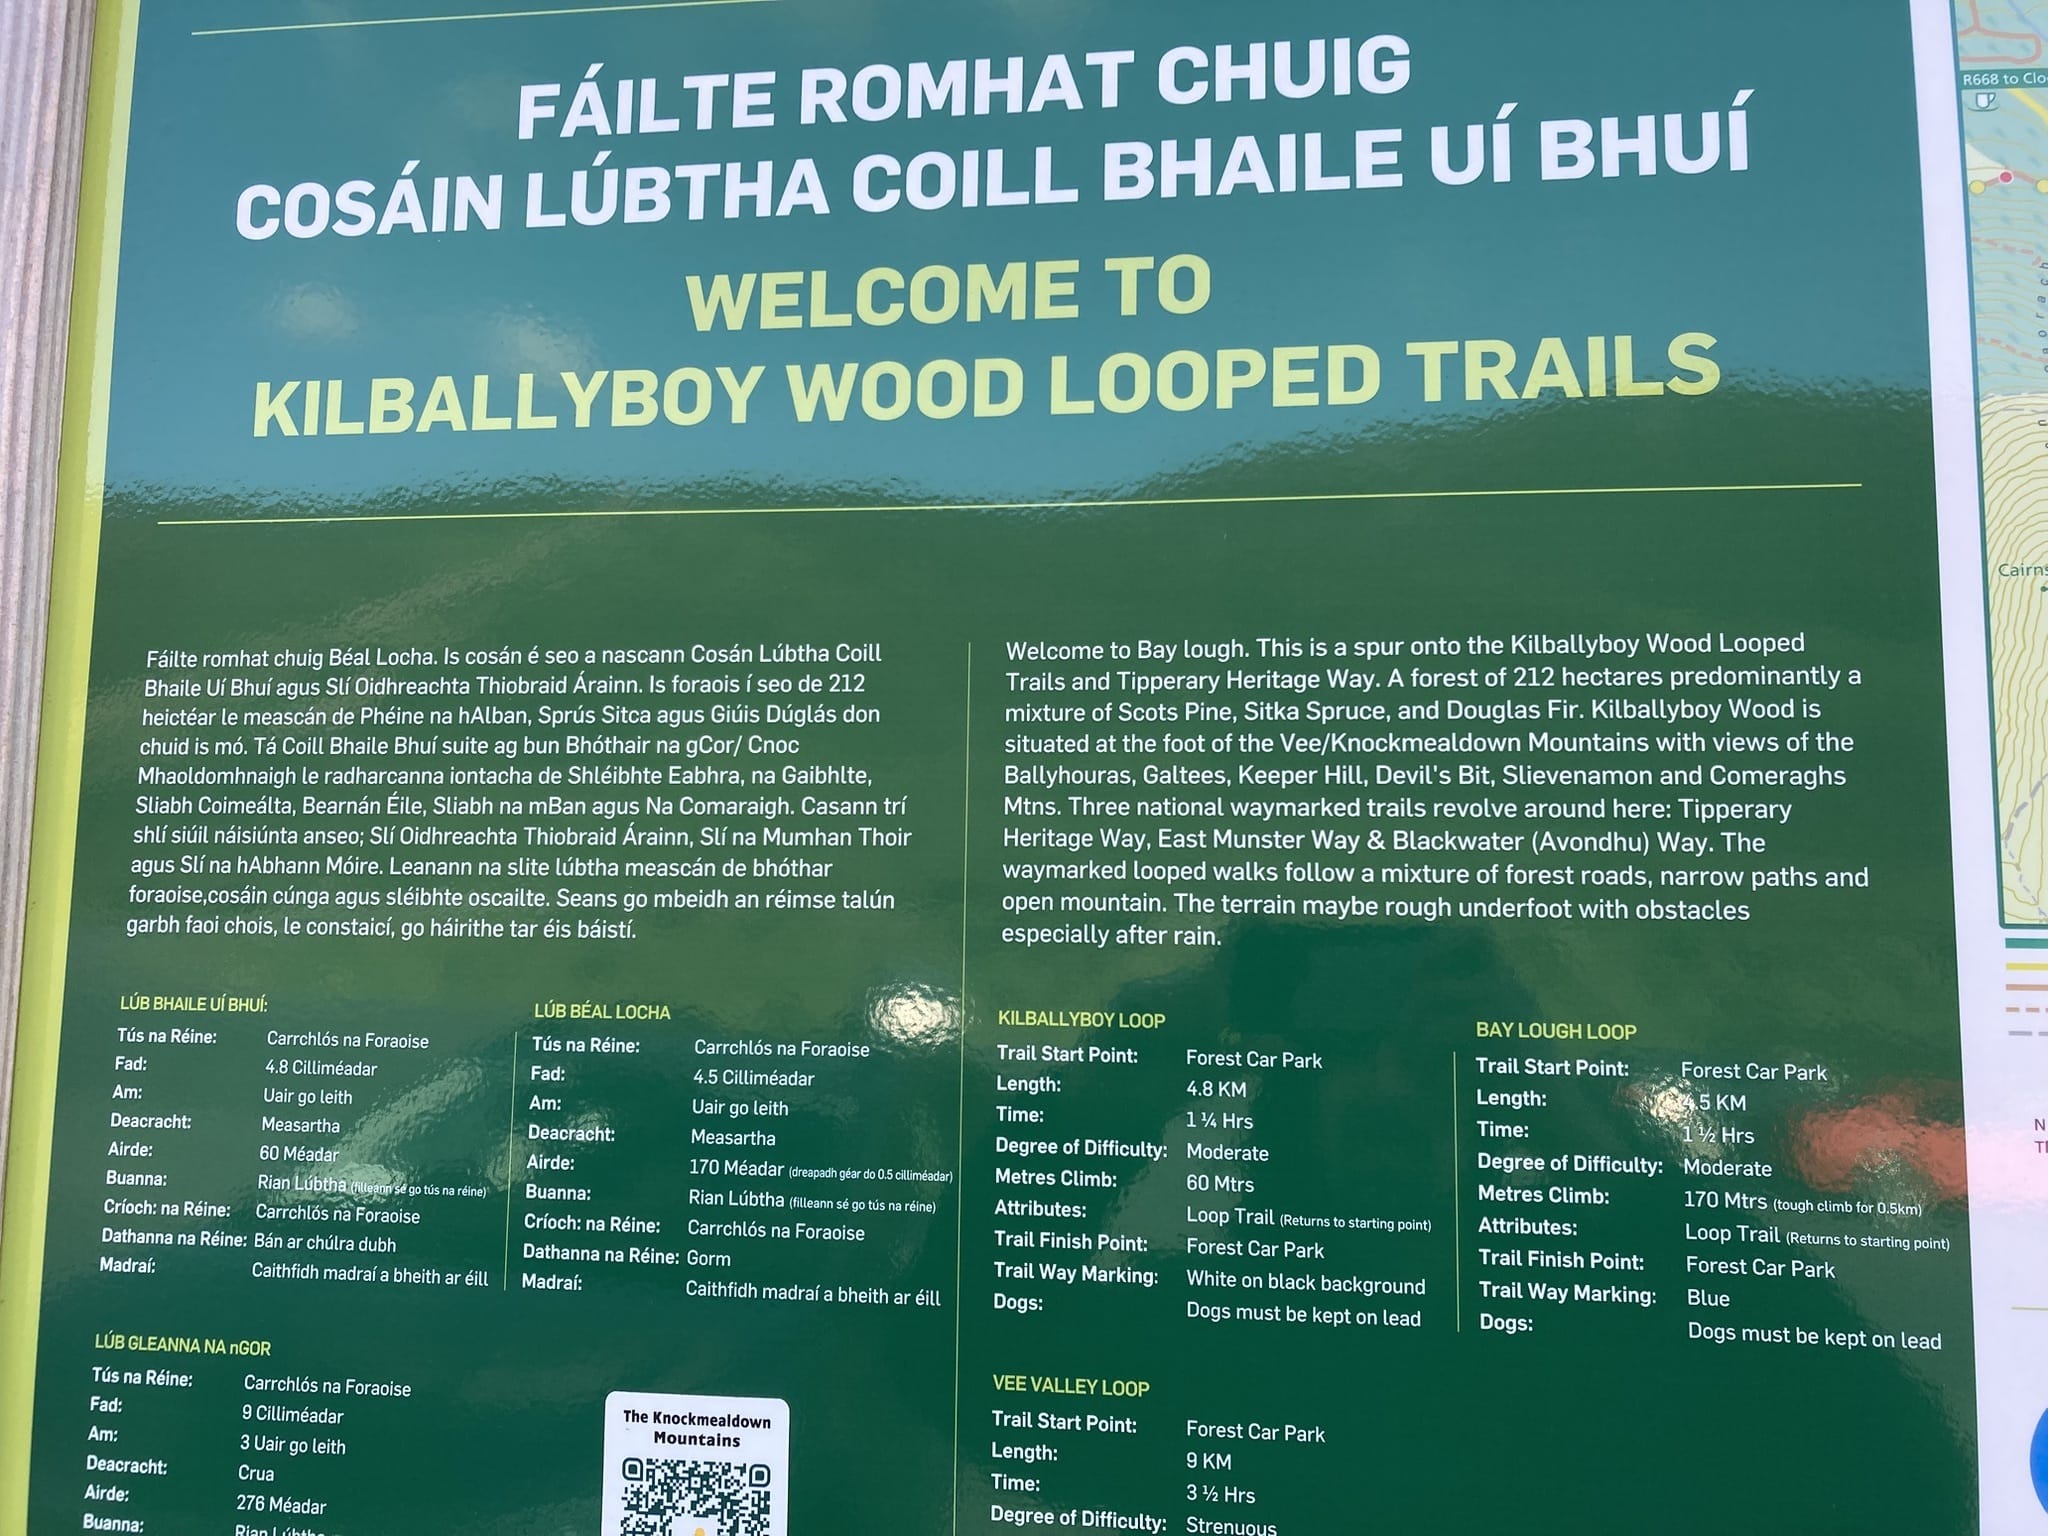 FÁILTE ROMHAT CHUIG
COSÁIN LÚBTHA COILL BHAILE UÍ BHUÍ
WELCOME TO
KILBALLYBOY WOOD LOOPED TRAILS
Fáilte romhat chuig Béal Locha. Is cosán é seo a nascann Cosán Lúbtha Coill
Bhaile Uí Bhuí agus Slí Oidhreachta Thiobraid Árainn. Is foraois í seo de 212
heictéar le meascán de Phéine na hAlban, Sprús Sitca agus Giúis Dúglás don
chuid is mó. Tá Coill Bhaile Bhuí suite ag bun Bhóthair na gCor/ Cnoc
Mhaoldomhnaigh le radharcanna iontacha de Shléibhte Eabhra, na Gaibhlte,
Sliabh Coimeálta, Bearnán Éile, Sliabh na mBan agus Na Comaraigh. Casann trí
shlí siúil náisiúnta anseo; Slí Oidhreachta Thiobraid Árainn, Slí na Mumhan Thoir
agus Slí na hAbhann Móire. Leanann na slite lúbtha meascán de bhóthar
foraoise,cosáin cúnga agus sléibhte oscailte. Seans go mbeidh an réimse talún
garbh faoi chois, le constaicí, go háirithe tar éis báistí.
Welcome to Bay lough. This is a spur onto the Kilballyboy Wood Looped
Trails and Tipperary Heritage Way. A forest of 212 hectares predominantly a
mixture of Scots Pine, Sitka Spruce, and Douglas Fir. Kilballyboy Wood is
situated at the foot of the Vee/Knockmealdown Mountains with views of the
Ballyhouras, Galtees, Keeper Hill, Devil's Bit, Slievenamon and Comeraghs
Mtns. Three national waymarked trails revolve around here: Tipperary
Heritage Way, East Munster Way & Blackwater (Avondhu) Way. The
waymarked looped walks follow a mixture of forest roads, narrow paths and
open mountain. The terrain maybe rough underfoot with obstacles
especially after rain.
LÚB BHAILE UÍ BHUÍ:
Tús na Réine: Carrchlós na Foraoise
Fad: 4.8 Cilliméadar
Am: Uair go leith
Deacracht: Measartha
Airde: 60 Méadar
Buanna: Rian Lúbtha (filleann sé go tús na réine)
Críoch: na Réine: Carrchlós na Foraoise
Dathanna na Réine: Bán ar chúlra dubh
Madraí: Caithfidh madraí a bheith ar éill
LÚB BÉAL LOCHA
Tús na Réine: Carrchlós na Foraoise
Fad: 4.5 Cilliméadar
Am: Uair go leith
Deacracht: Measartha
Airde: 170 Méadar (dreapadh géar do 0.5 cilliméadar)
Buanna: Rian Lúbtha (filleann sé go tús na réine)
Críoch: na Réine: Carrchlós na Foraoise
Dathanna na Réine: Gorm
Madraí: Caithfidh madraí a bheith ar éill
KILBALLYBOY LOOP
Trail Start Point: Forest Car Park
Length: 4.8 KM
Time: 1 ¼ Hrs
Degree of Difficulty: Moderate
Metres Climb: 60 Mtrs
Attributes: Loop Trail (Returns to starting point)
Trail Finish Point: Forest Car Park
Trail Way Marking: White on black background
Dogs: Dogs must be kept on lead
BAY LOUGH LOOP
Trail Start Point: Forest Car Park
Length: 4.5 KM
Time: 1 ½ Hrs
Degree of Difficulty: Moderate
Metres Climb: 170 Mtrs (tough climb for 0.5km)
Attributes: Loop Trail (Returns to starting point)
Trail Finish Point: Forest Car Park
Trail Way Marking: Blue
Dogs: Dogs must be kept on lead
LÚB GLEANNA NA nGOR
Tús na Réine: Carrchlós na Foraoise
Fad: 9 Cilliméadar
Am: 3 Uair go leith
Deacracht: Crua
Airde: 276 Méadar
Buanna: Rian Lúbtha
The Knockmealdown
Mountains
VEE VALLEY LOOP
Trail Start Point: Forest Car Park
Length: 9 KM
Time: 3 ½ Hrs
Degree of Difficulty: Strenuous
R668 to Clo
Cairns